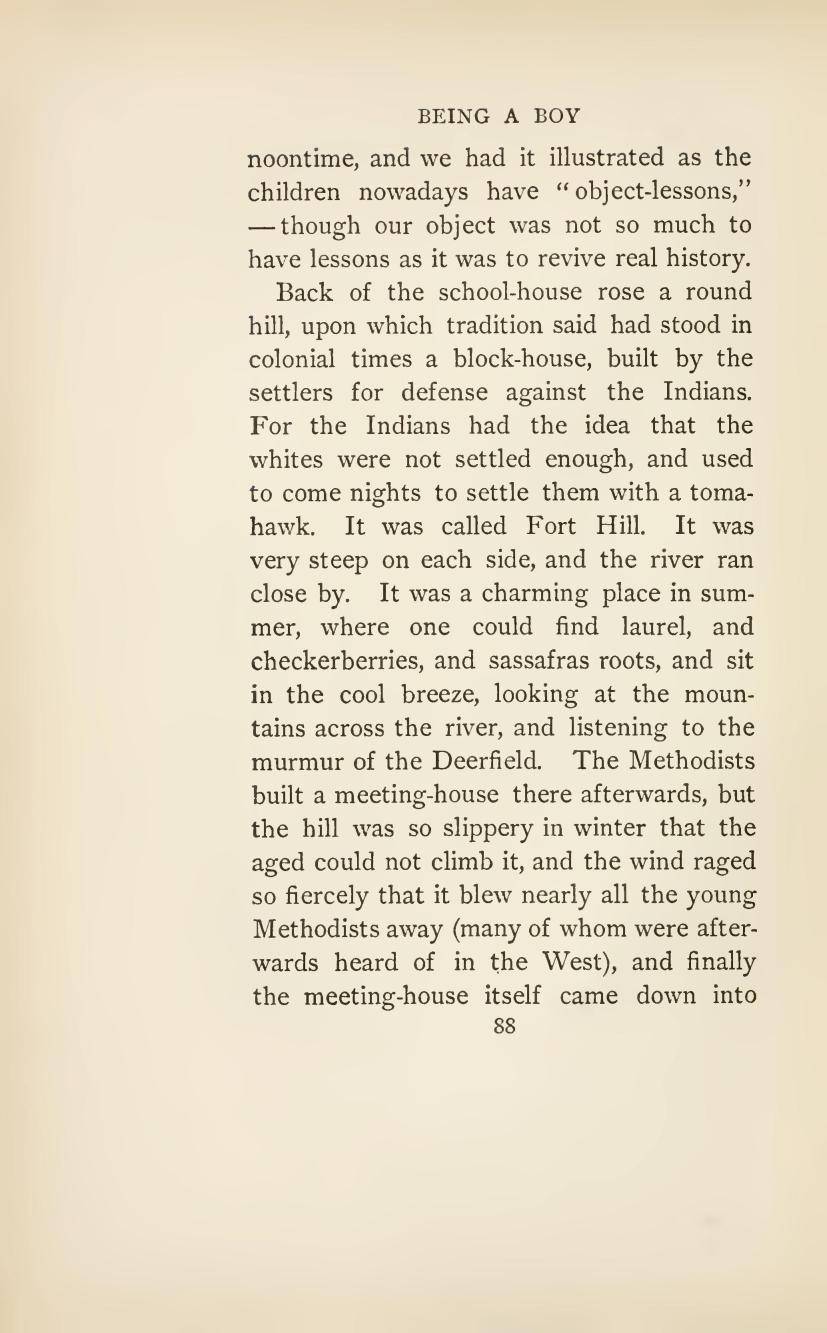 BEING A BOY
noontime, and we had it illustrated as the
children nowadays have “object-lessons,”
—though our object was not so much to
have lessons as it was to revive real history.
Back of the school-house rose a round
hill, upon which tradition said had stood in
colonial times a block-house, built by the
settlers for defense against the Indians.
For the Indians had the idea that the
whites were not settled enough, and used
to come nights to settle them with a toma-
hawk. It was called Fort Hill. It was
very steep on each side, and the river ran
close by. It was a charming place in sum-
mer, where one could find laurel, and
checkerberries, and sassafras roots, and sit
in the cool breeze, looking at the moun-
tains across the river, and listening to the
murmur of the Deerfield. The Methodists
built a meeting-house there afterwards, but
the hill was so slippery in winter that the
aged could not climb it, and the wind raged
so fiercely that it blew nearly all the young
Methodists away (many of whom were after-
wards heard of in the West), and finally
the meeting-house itself came down into
88